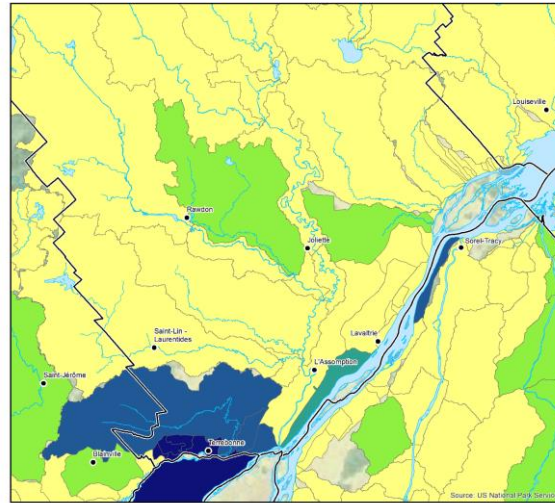 Louiseville
Rawdon
Joliette
Sorel-Tracy
Lavaltrie
Saint-Lin -
Laurentides
L'Assomption
Saint-Jérôme
Terrebonne
Blainville
Source: US National Park Service